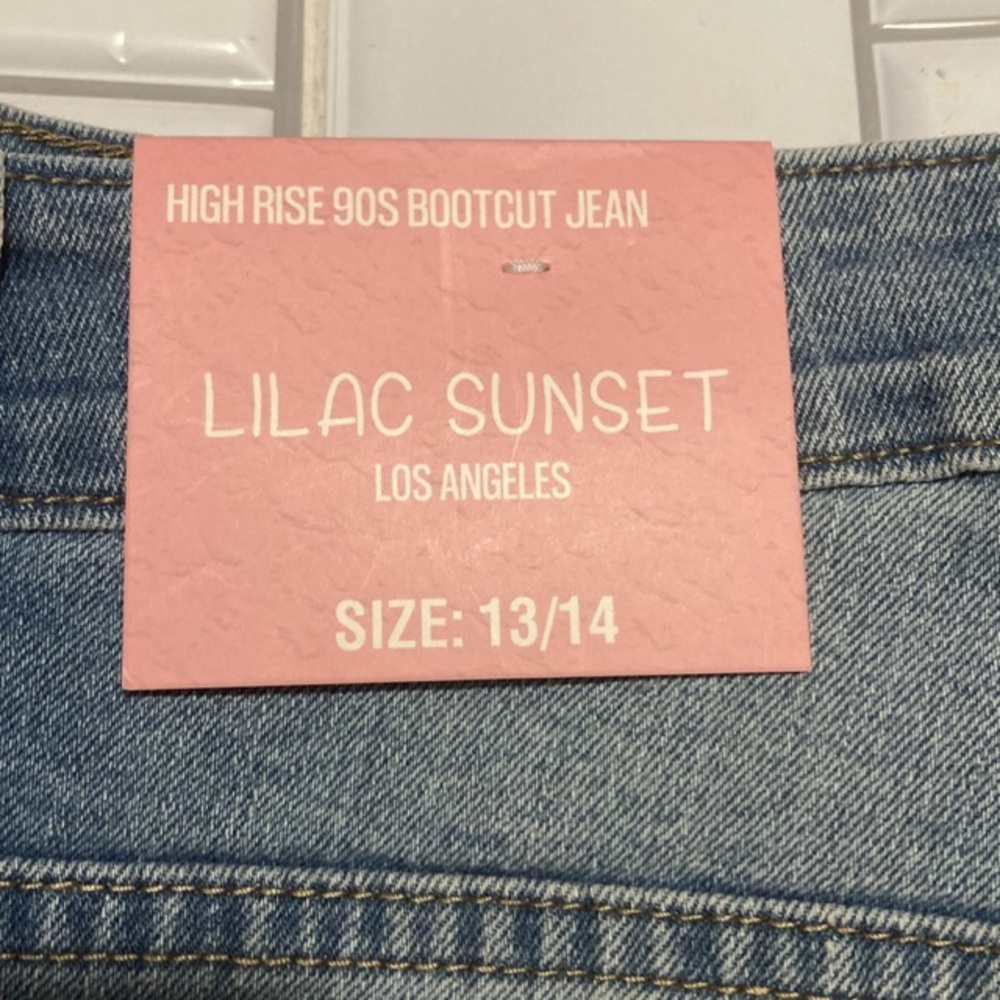 HIGH RISE 90S BOOTCUT JEAN
LILAC SUNSET
LOS ANGELES
SIZE: 13/14